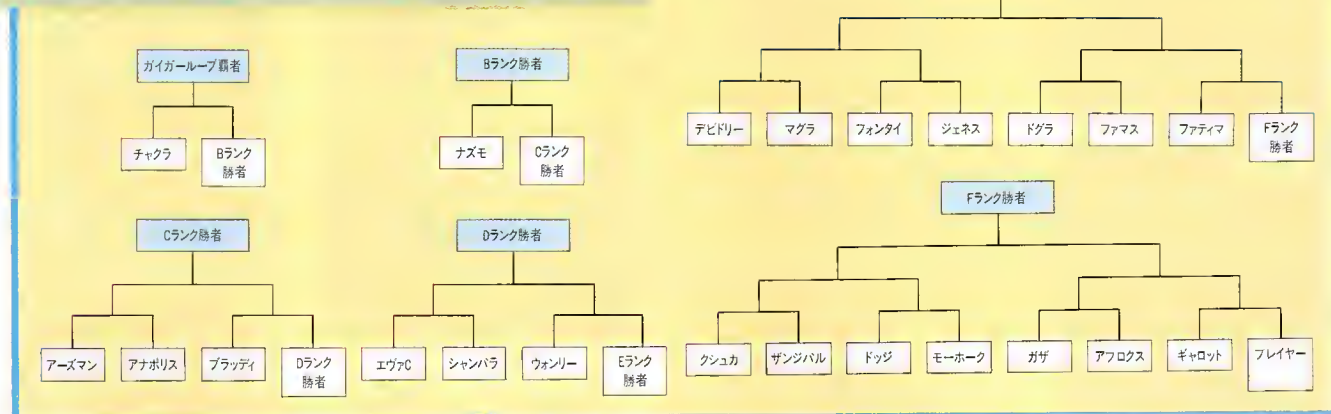 ガイガーループ覇者
チャクラ
Bランク
勝者
Bランク勝者
ナズモ
Cランク
勝者
Cランク勝者
アーズマン
アナポリス
ブラッディ
Dランク
勝者
Dランク勝者
エヴァC
シャンバラ
ウォンリー
Eランク
勝者
デビドリー
マグラ
フォンタイ
ジェネス
ドグラ
ファマス
ファティマ
Fランク
勝者
Fランク勝者
クシュカ
ザンジバル
ドッジ
モーホーク
ガザ
アフロクス
ギャロット
プレイヤー